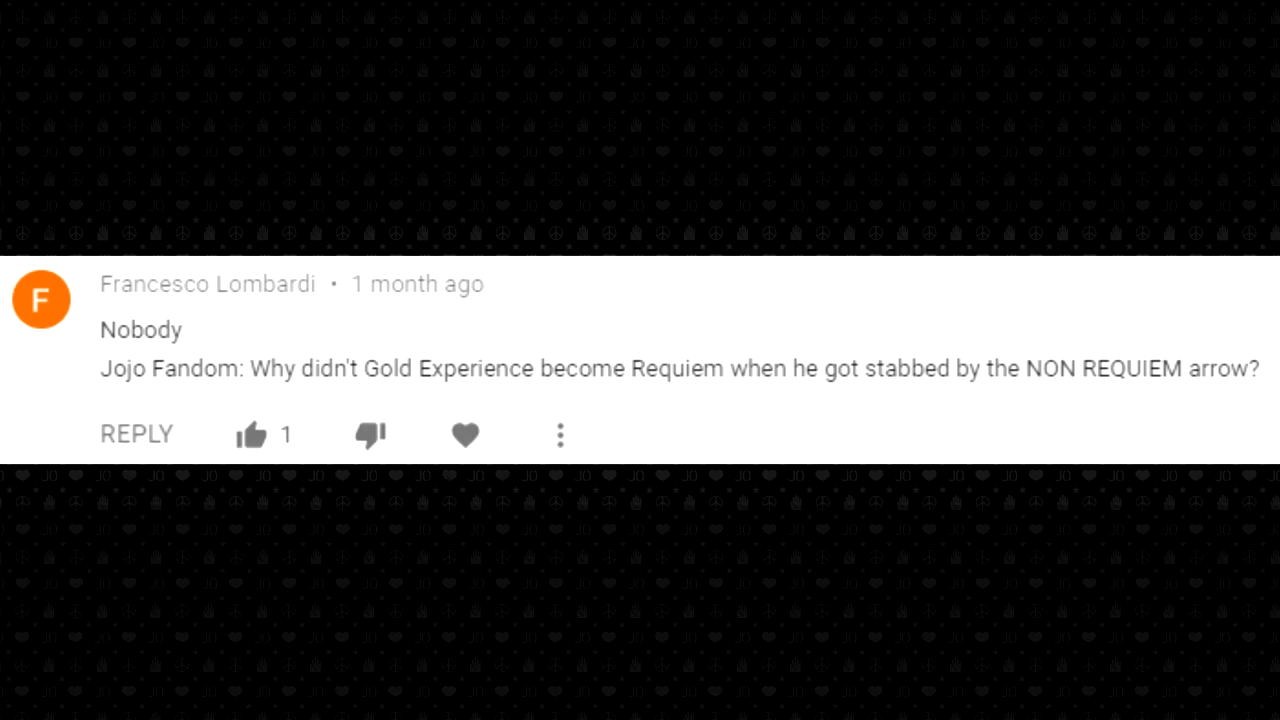 F
Francesco Lombardi • 1 month ago
Nobody
Jojo Fandom: Why didn't Gold Experience become Requiem when he got stabbed by the NON REQUIEM arrow?
REPLY 1